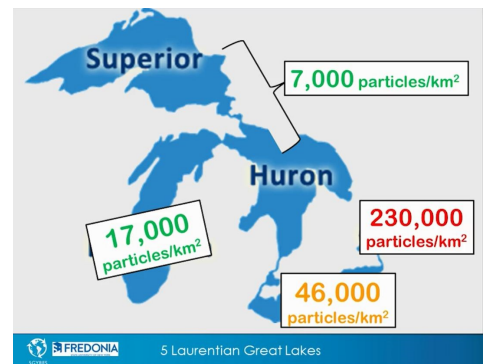 Superior
7,000 particles/km²
Huron
17,000
particles/km²
230,000
particles/km²
46,000
particles/km²
FREDONIA
5 Laurentian Great Lakes